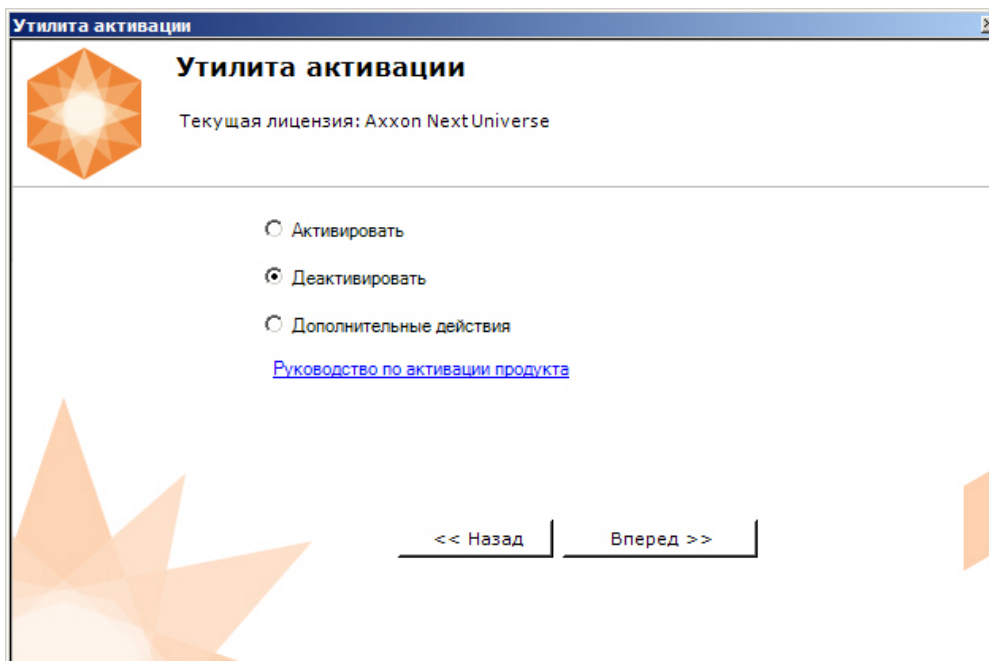 Утилита активации
Утилита активации
Текущая лицензия: Axxon Next Universe
Активировать
Деактивировать
Дополнительные действия
Руководство по активации продукта
<< Назад
Вперед >>